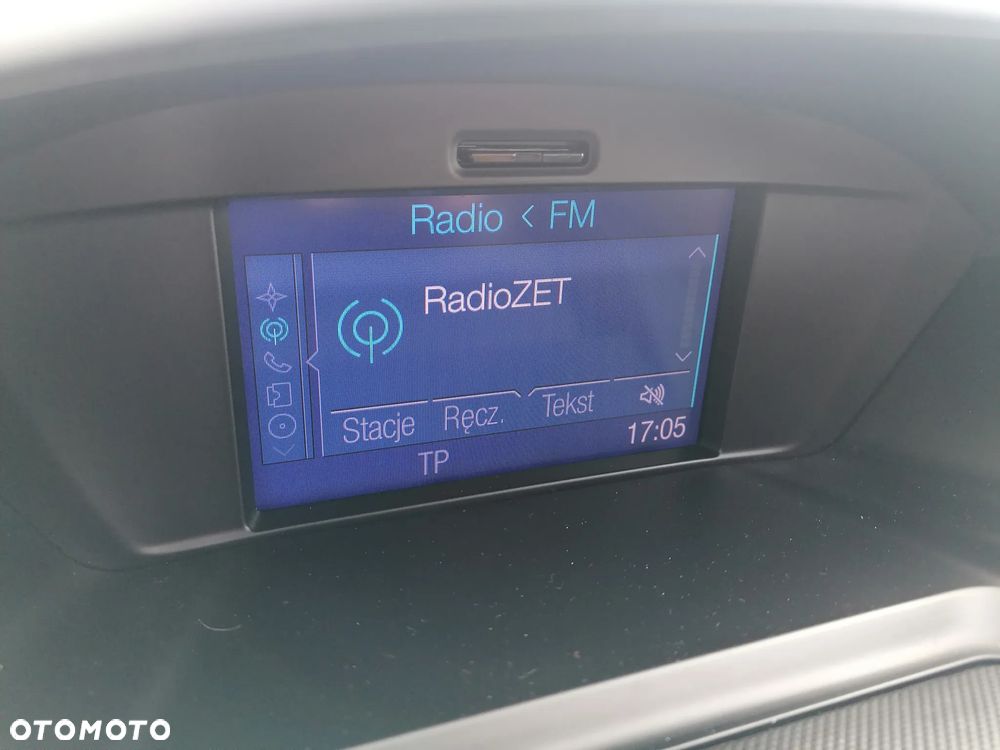 Radio < FM
RadioZET
Stacje Ręcz. Tekst
17:05
TP
OTOMOTO